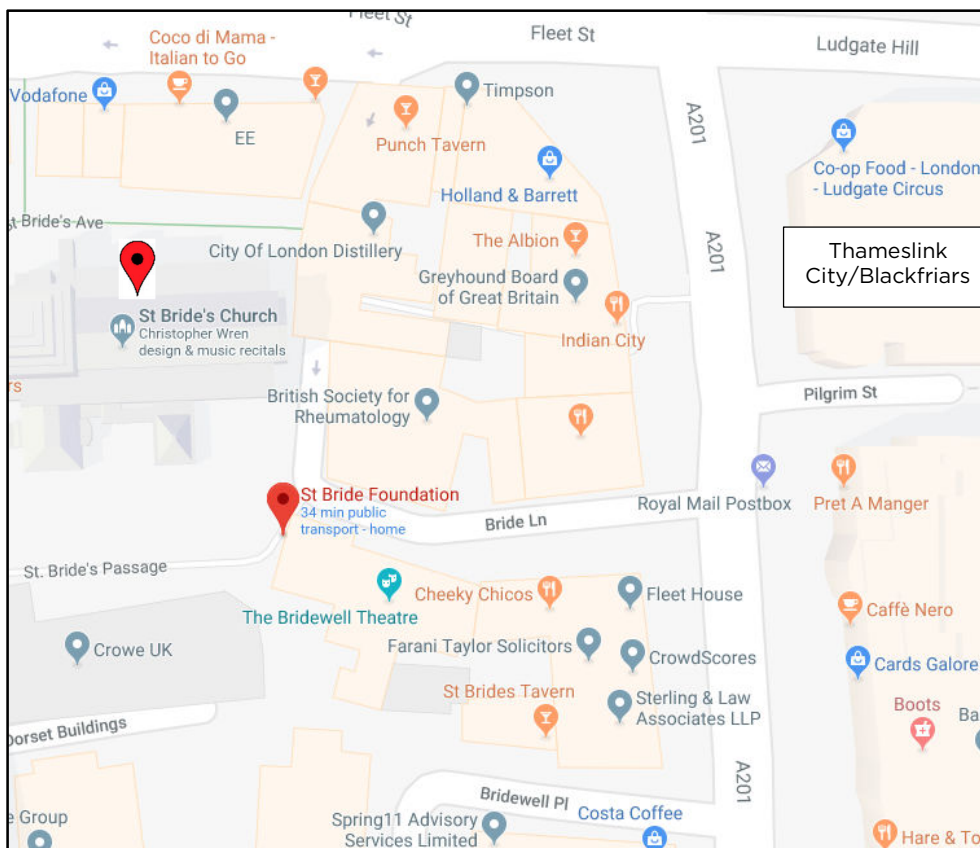 Fleet St
Fleet St
Ludgate Hill
Coco di Mama -
Italian to Go
Vodafone
EE
Timpson
Punch Tavern
A201
Holland & Barrett
Co-op Food - London
- Ludgate Circus
St Bride's Ave
City Of London Distillery
The Albion
A201
Thameslink
City/Blackfriars
Greyhound Board
of Great Britain
St Bride's Church
Christopher Wren
design & music recitals
Indian City
British Society for
Rheumatology
Pilgrim St
St Bride Foundation
34 min public
transport - home
Royal Mail Postbox
Pret A Manger
Bride Ln
St. Bride's Passage
Cheeky Chicos
Fleet House
The Bridewell Theatre
Caffè Nero
Farani Taylor Solicitors
CrowdScores
Crowe UK
Cards Galore
St Brides Tavern
Sterling & Law
Associates LLP
Boots
Ba
Dorset Buildings
A201
Bridewell Pl
Costa Coffee
e Group
Spring11 Advisory
Services Limited
Hare & To